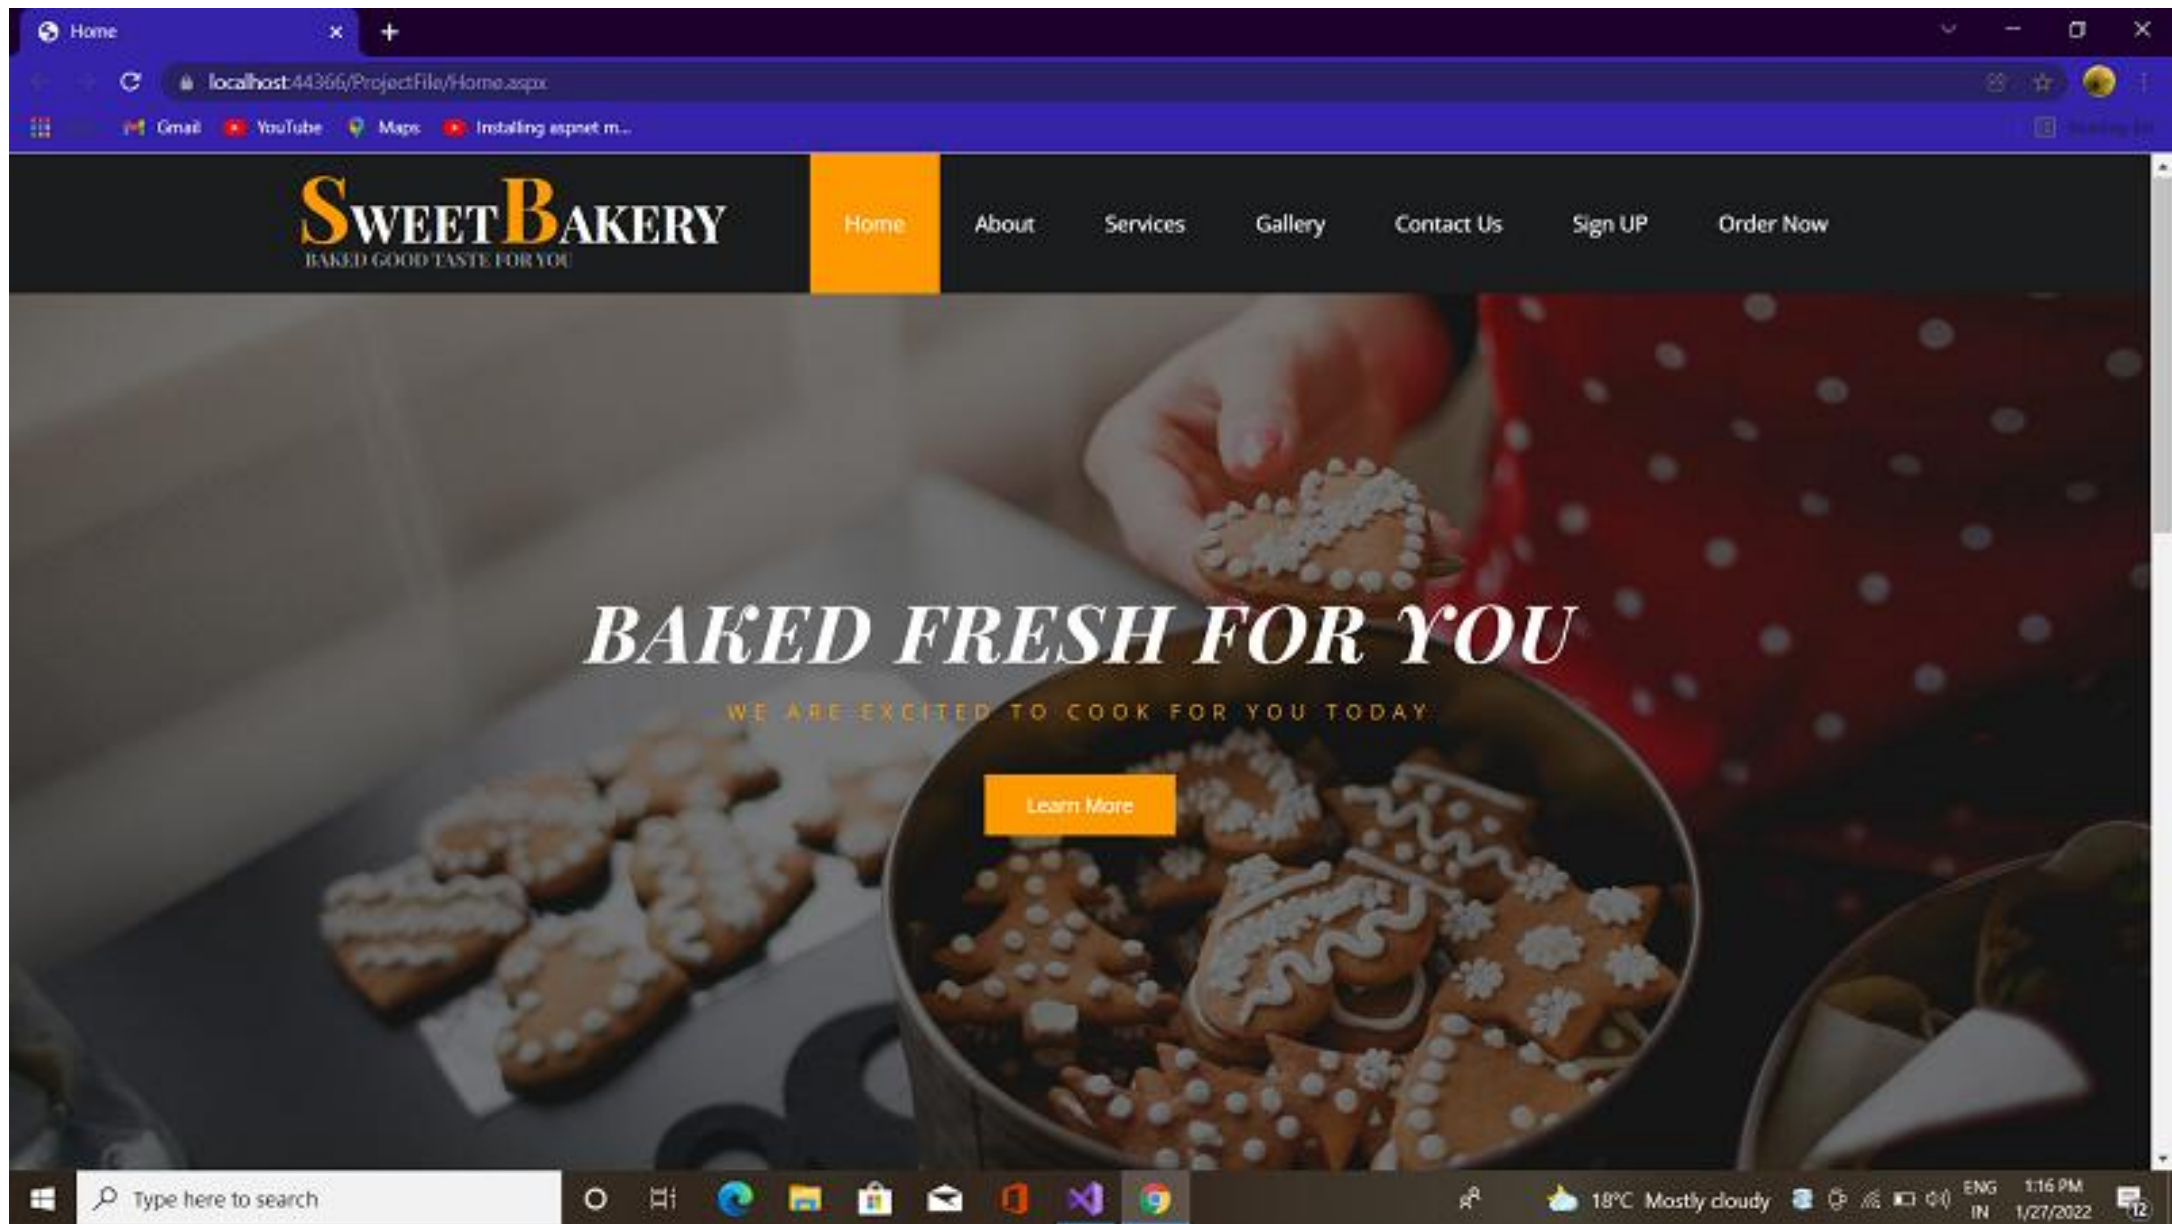 Home
localhost:44366/ProjectFile/Home.aspx
Gmail YouTube Maps Installing aspnet m...
SWEETBAKERY
BAKED GOOD TASTE FOR YOU
Home About Services Gallery Contact Us Sign UP Order Now
BAKED FRESH FOR YOU
WE ARE EXCITED TO COOK FOR YOU TODAY
Learn More
Type here to search
18°C Mostly cloudy
ENG
IN
1:16 PM
1/27/2022
12